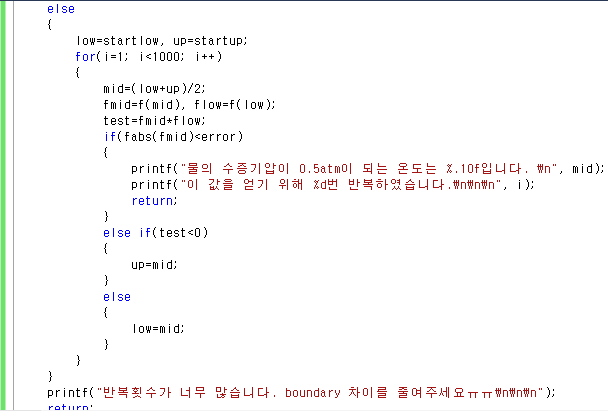 else
{
low=startlow, up=startup;
for(i=1; i<1000; i++)
{
mid=(low+up)/2;
fmid=f(mid), flow=f(low);
test=fmid*flow;
if(fabs(fmid)<error)
{
printf("물의 수증기압이 0.5atm이 되는 온도는 %.10f입니다. ₩n", mid);
printf("이 값을 얻기 위해 %d번 반복하였습니다.₩n₩n₩n", i);
return;
}
else if(test<0)
{
up=mid;
}
else
{
low=mid;
}
}
}
printf("반복횟수가 너무 많습니다. boundary 차이를 줄여주세요ㅠㅠ₩n₩n₩n");
return;